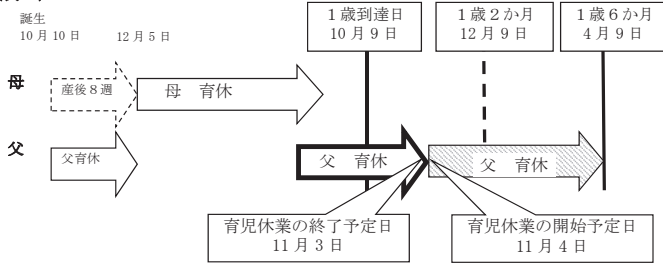 誕生
10月10日
12月5日
1歳到達日
10月9日
1歳2か月
12月9日
1歳6か月
4月9日
母
産後8週
母　育休
父
父育休
父　育休
父　育休
育児休業の終了予定日
11月3日
育児休業の開始予定日
11月4日